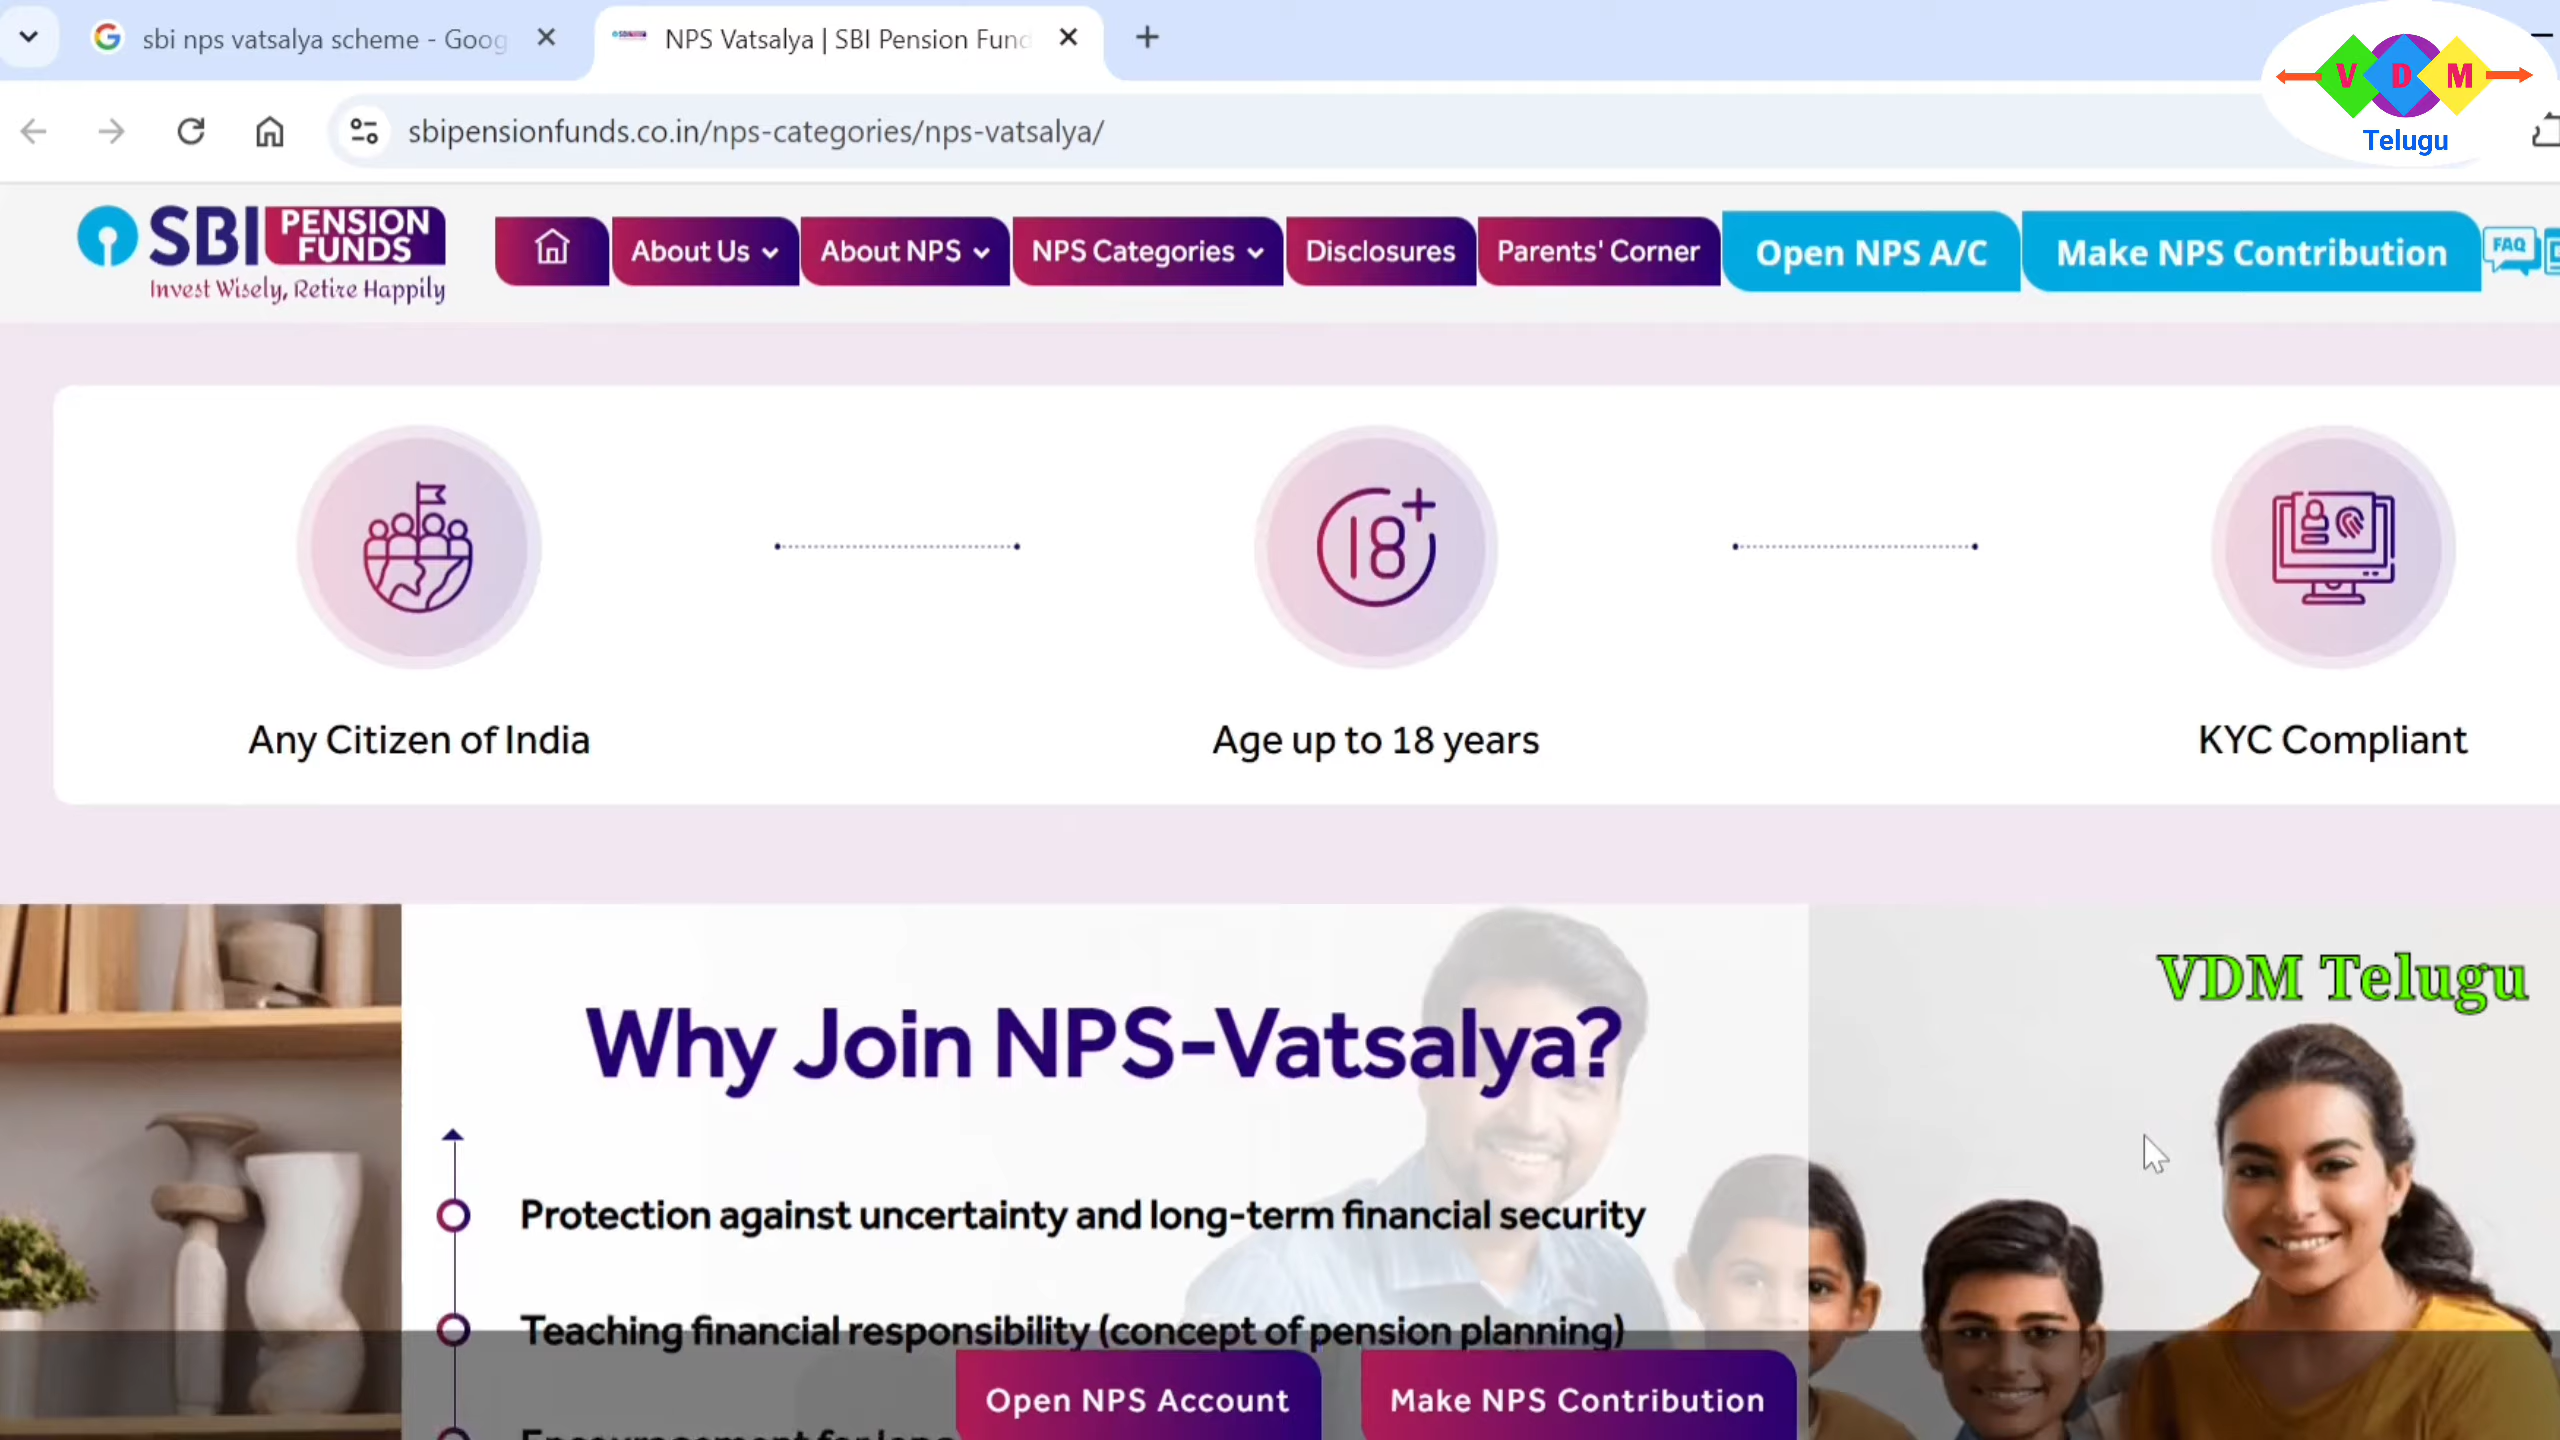 sbi nps vatsalya scheme - Goog
NPS Vatsalya | SBI Pension Fund
V D M
Telugu
sbipensionfunds.co.in/nps-categories/nps-vatsalya/
SBI PENSION FUNDS
Invest Wisely, Retire Happily
About Us
About NPS
NPS Categories
Disclosures
Parents' Corner
Open NPS A/C
Make NPS Contribution
FAQ
18+
Any Citizen of India
Age up to 18 years
KYC Compliant
VDM Telugu
Why Join NPS-Vatsalya?
Protection against uncertainty and long-term financial security
Teaching financial responsibility (concept of pension planning)
Open NPS Account
Make NPS Contribution